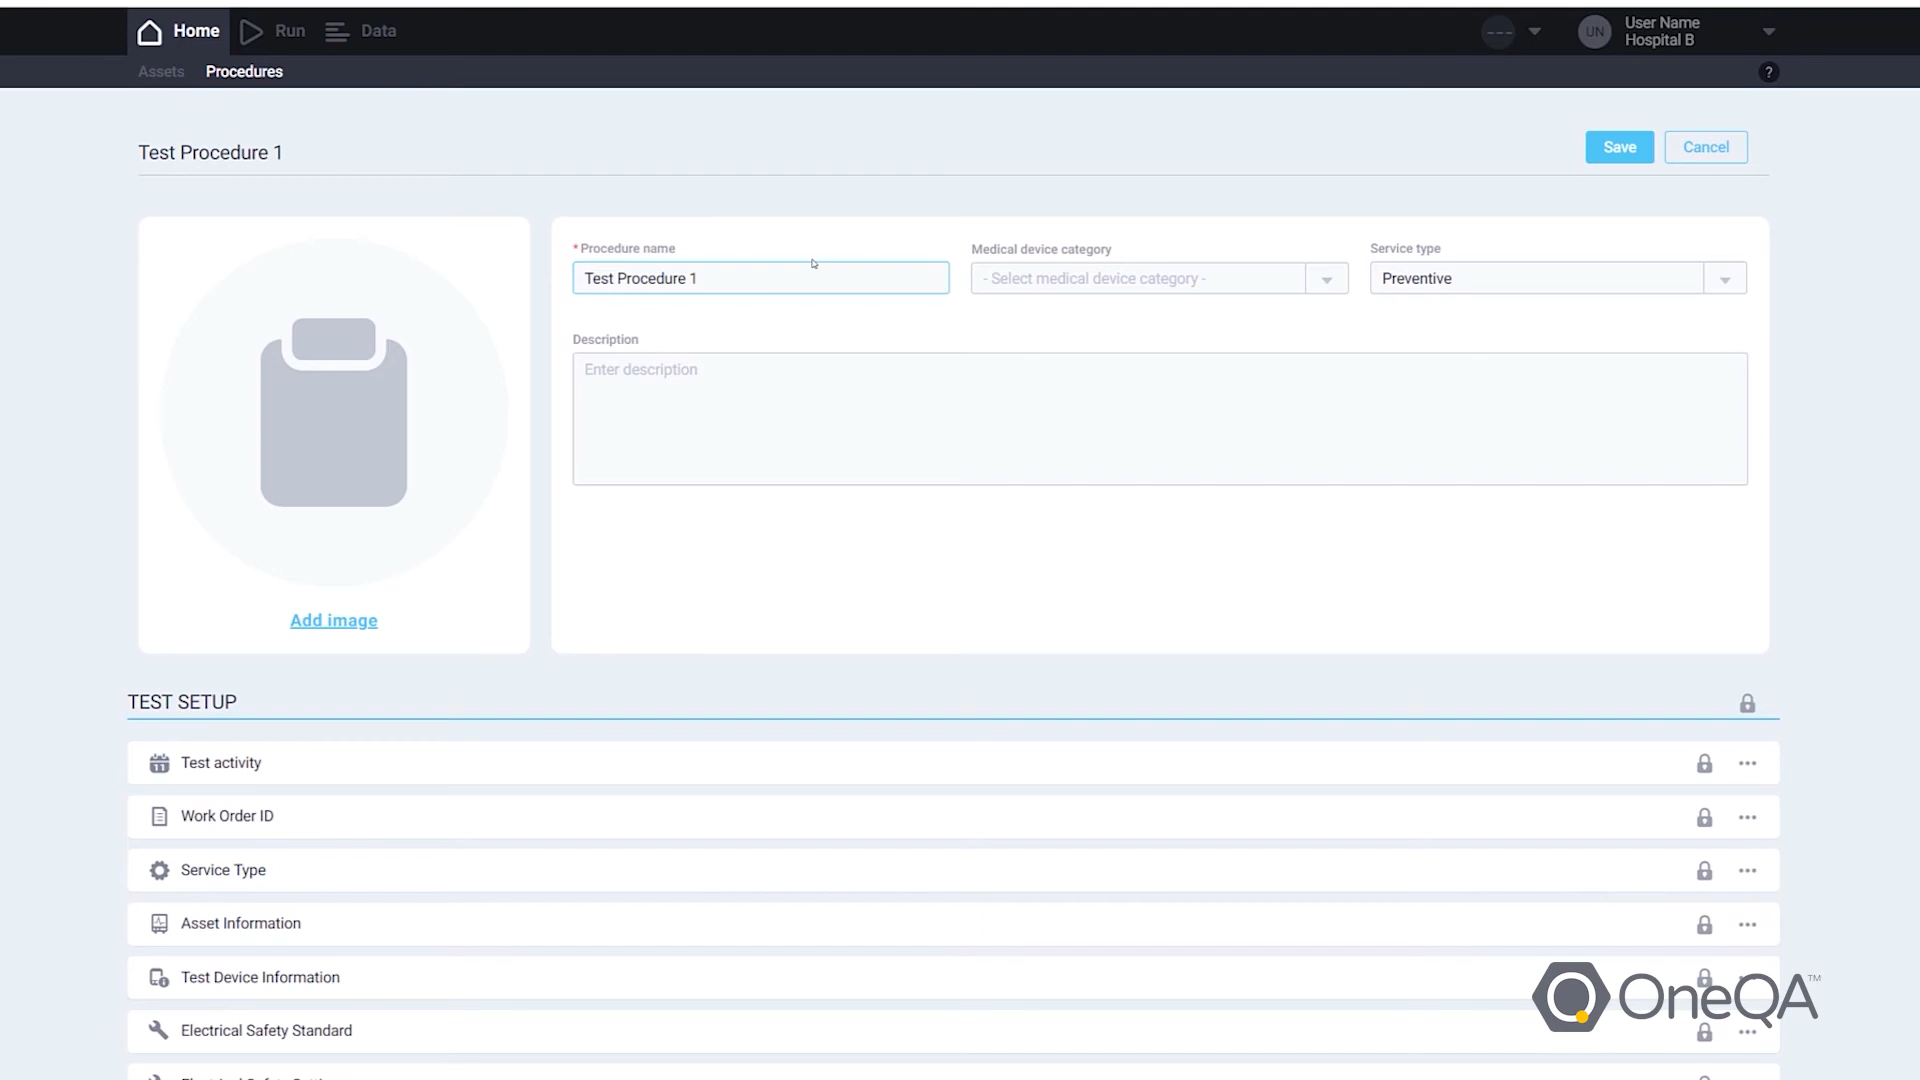 Home Run Data
---
UN
User Name
Hospital B
Assets Procedures
?
Test Procedure 1
Save Cancel
* Procedure name
Test Procedure 1
Medical device category
- Select medical device category -
Service type
Preventive
Description
Enter description
Add image
TEST SETUP
11 Test activity
Work Order ID
Service Type
Asset Information
Test Device Information
Electrical Safety Standard
OneQA™